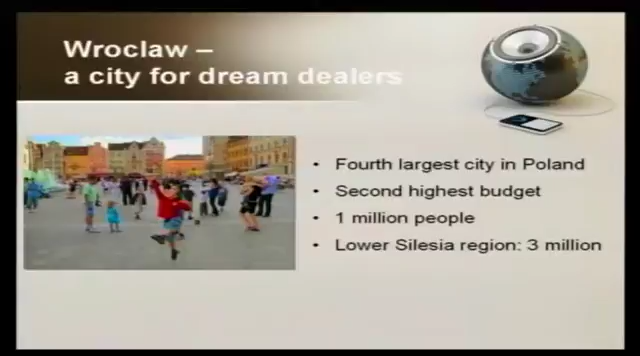 Wroclaw –
a city for dream dealers
• Fourth largest city in Poland
• Second highest budget
• 1 million people
• Lower Silesia region: 3 million